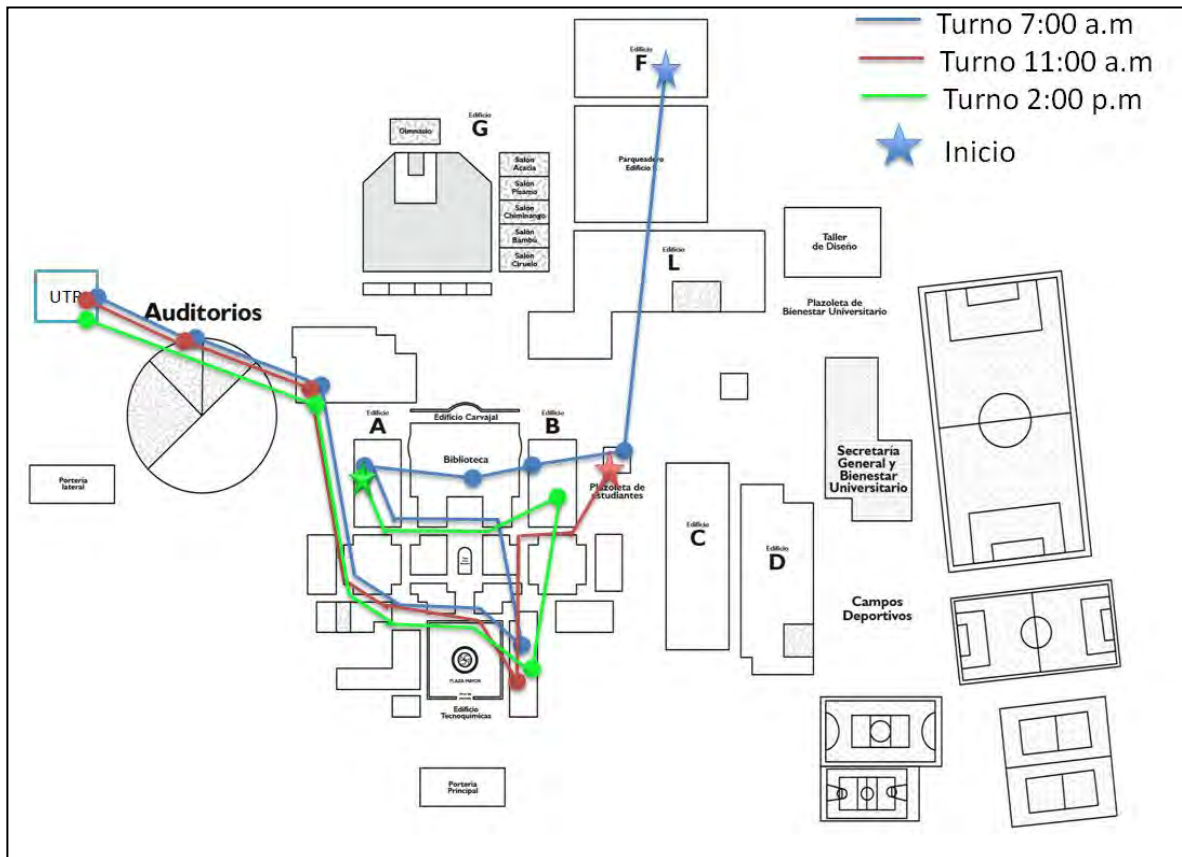 Turno 7:00 a.m
Turno 11:00 a.m
Turno 2:00 p.m
Inicio
Edificio
F
Edificio
G
Gimnasio
Salón
Acacia
Salón
Písamo
Salón
Chiminango
Salón
Bambú
Salón
Ciruelo
Parqueadero
Edificio
Edificio
L
Taller
de Diseño
Plazoleta de
Bienestar Universitario
UTP
Auditorios
Edificio
A
Edificio Carvajal
Edificio
B
Biblioteca
Portería
lateral
Plazoleta de
estudiantes
Secretaría
General y
Bienestar
Universitario
Edificio
C
Edificio
D
Campos
Deportivos
PLAZA MAYOR
Edificio
Tecnoquímicas
Portería
Principal